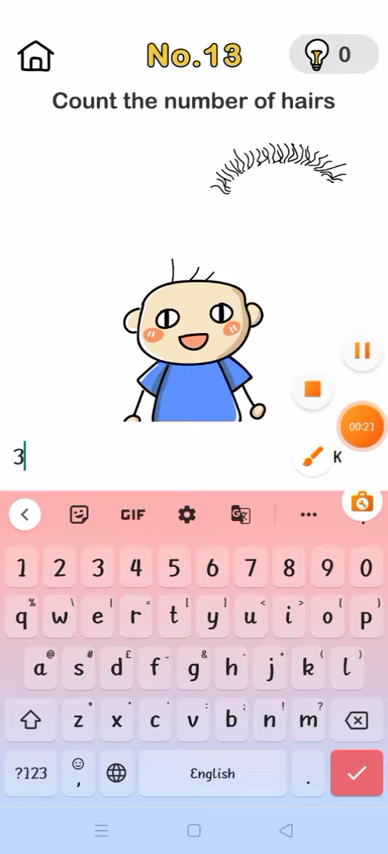 No.13
0
Count the number of hairs
00:21
3
K
GIF
1 2 3 4 5 6 7 8 9 0
% \ | = [ ] < > { }
q w e r t y u i o p
@ # £ _ & - + ( )
a s d f g h j k l
* " ' : ; ! ?
z x c v b n m
?123 , English .